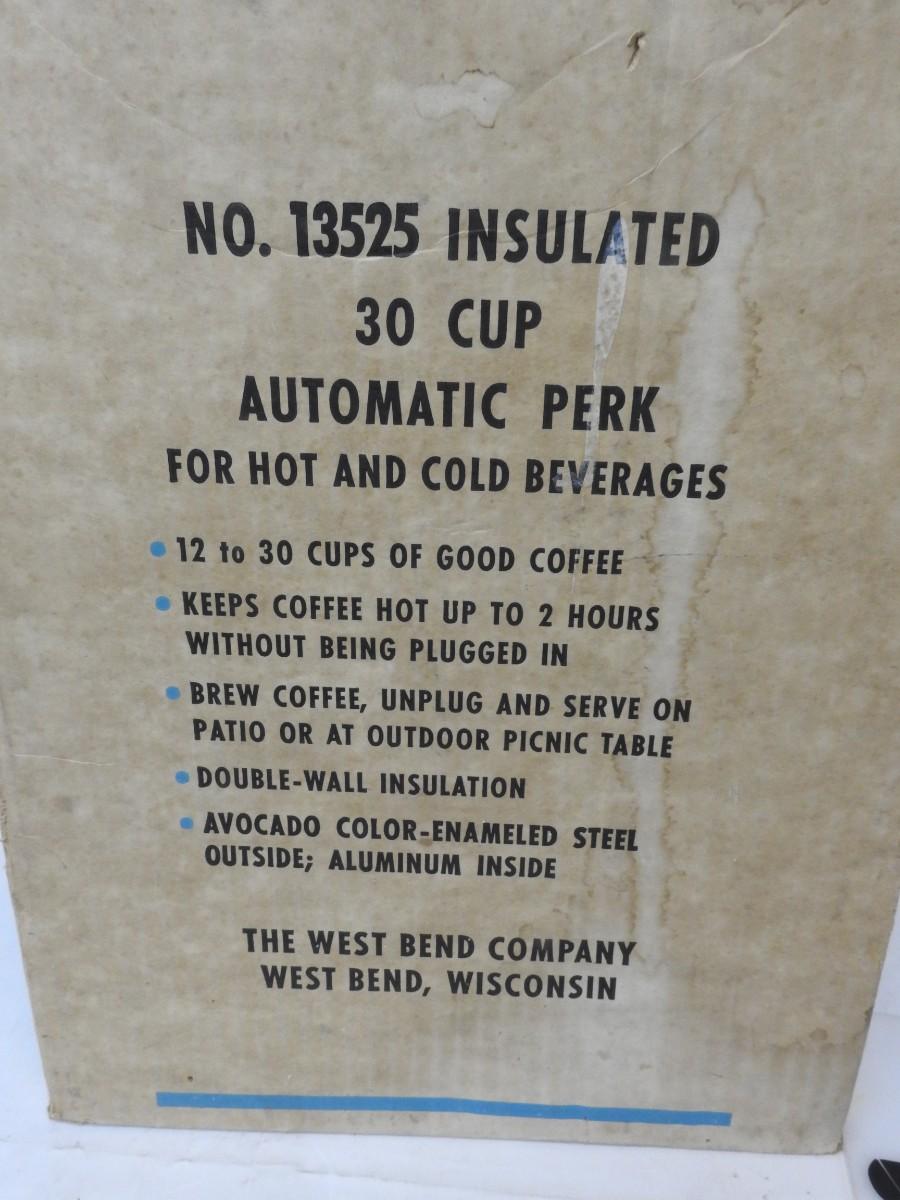 NO. 13525 INSULATED
30 CUP
AUTOMATIC PERK
FOR HOT AND COLD BEVERAGES
• 12 to 30 CUPS OF GOOD COFFEE
• KEEPS COFFEE HOT UP TO 2 HOURS
WITHOUT BEING PLUGGED IN
• BREW COFFEE, UNPLUG AND SERVE ON
PATIO OR AT OUTDOOR PICNIC TABLE
• DOUBLE-WALL INSULATION
• AVOCADO COLOR-ENAMELED STEEL
OUTSIDE; ALUMINUM INSIDE
THE WEST BEND COMPANY
WEST BEND, WISCONSIN